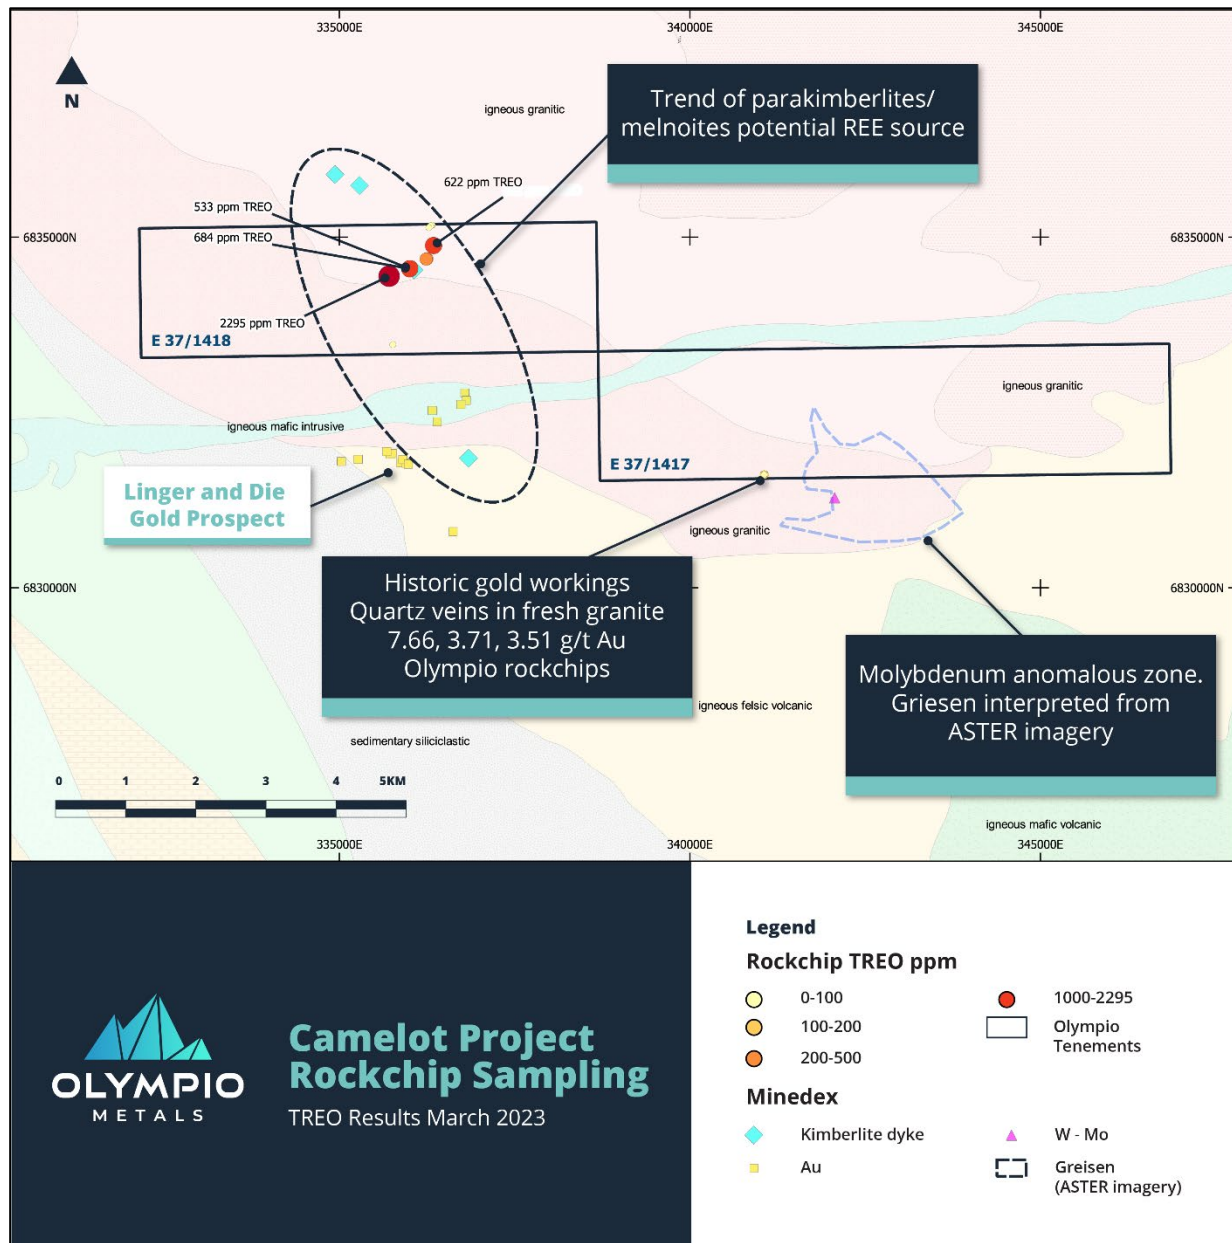 335000E
340000E
345000E
N
igneous granitic
Trend of parakimberlites/
melnoites potential REE source
622 ppm TREO
533 ppm TREO
684 ppm TREO
6835000N
6835000N
2295 ppm TREO
E 37/1418
igneous granitic
igneous mafic intrusive
E 37/1417
Linger and Die
Gold Prospect
igneous granitic
6830000N
6830000N
Historic gold workings
Quartz veins in fresh granite
7.66, 3.71, 3.51 g/t Au
Olympio rockchips
Molybdenum anomalous zone.
Griesen interpreted from
ASTER imagery
igneous felsic volcanic
sedimentary siliciclastic
0 1 2 3 4 5KM
igneous mafic volcanic
335000E
340000E
345000E
OLYMPIO
METALS
Camelot Project
Rockchip Sampling
TREO Results March 2023
Legend
Rockchip TREO ppm
0-100
100-200
200-500
1000-2295
Olympio
Tenements
Minedex
Kimberlite dyke
Au
W - Mo
Greisen
(ASTER imagery)